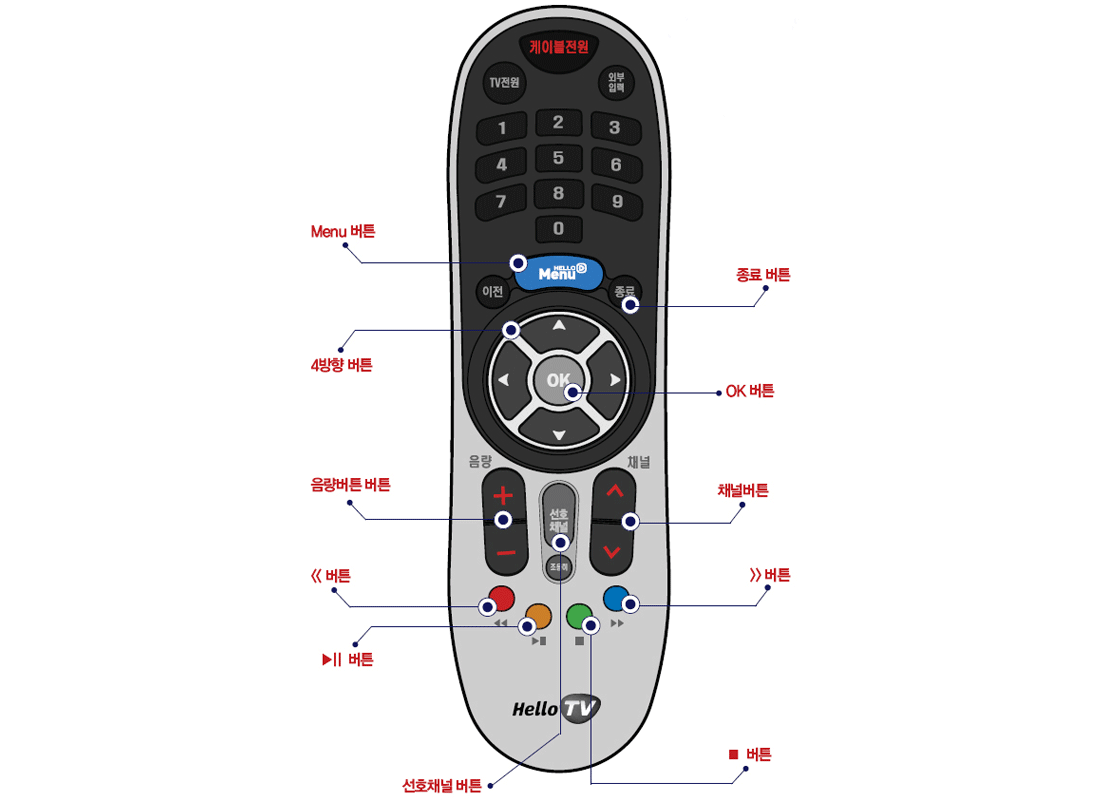 케이블전원
TV전원
외부
입력
1
2
3
4
5
6
7
8
9
0
Menu 버튼
HELLO
Menu
이전
종료
종료 버튼
4방향 버튼
OK
OK 버튼
음량
채널
음량버튼 버튼
+
−
선호
채널
채널버튼
《 버튼
》 버튼
▶II 버튼
◀◀
▶II
■
▶▶
Hello TV
■ 버튼
선호채널 버튼